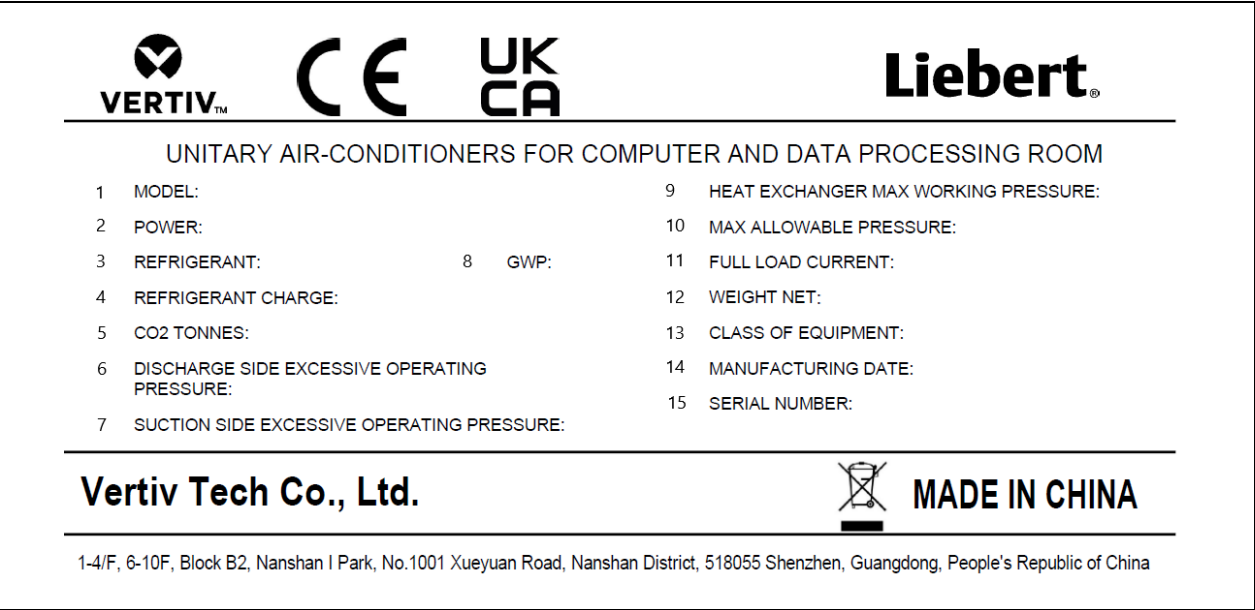 VERTIV™
CE
UK
CA
Liebert®
UNITARY AIR-CONDITIONERS FOR COMPUTER AND DATA PROCESSING ROOM
1 MODEL:
2 POWER:
3 REFRIGERANT:
8 GWP:
4 REFRIGERANT CHARGE:
5 CO2 TONNES:
6 DISCHARGE SIDE EXCESSIVE OPERATING
PRESSURE:
7 SUCTION SIDE EXCESSIVE OPERATING PRESSURE:
9 HEAT EXCHANGER MAX WORKING PRESSURE:
10 MAX ALLOWABLE PRESSURE:
11 FULL LOAD CURRENT:
12 WEIGHT NET:
13 CLASS OF EQUIPMENT:
14 MANUFACTURING DATE:
15 SERIAL NUMBER:
Vertiv Tech Co., Ltd.
MADE IN CHINA
1-4/F, 6-10F, Block B2, Nanshan I Park, No.1001 Xueyuan Road, Nanshan District, 518055 Shenzhen, Guangdong, People's Republic of China